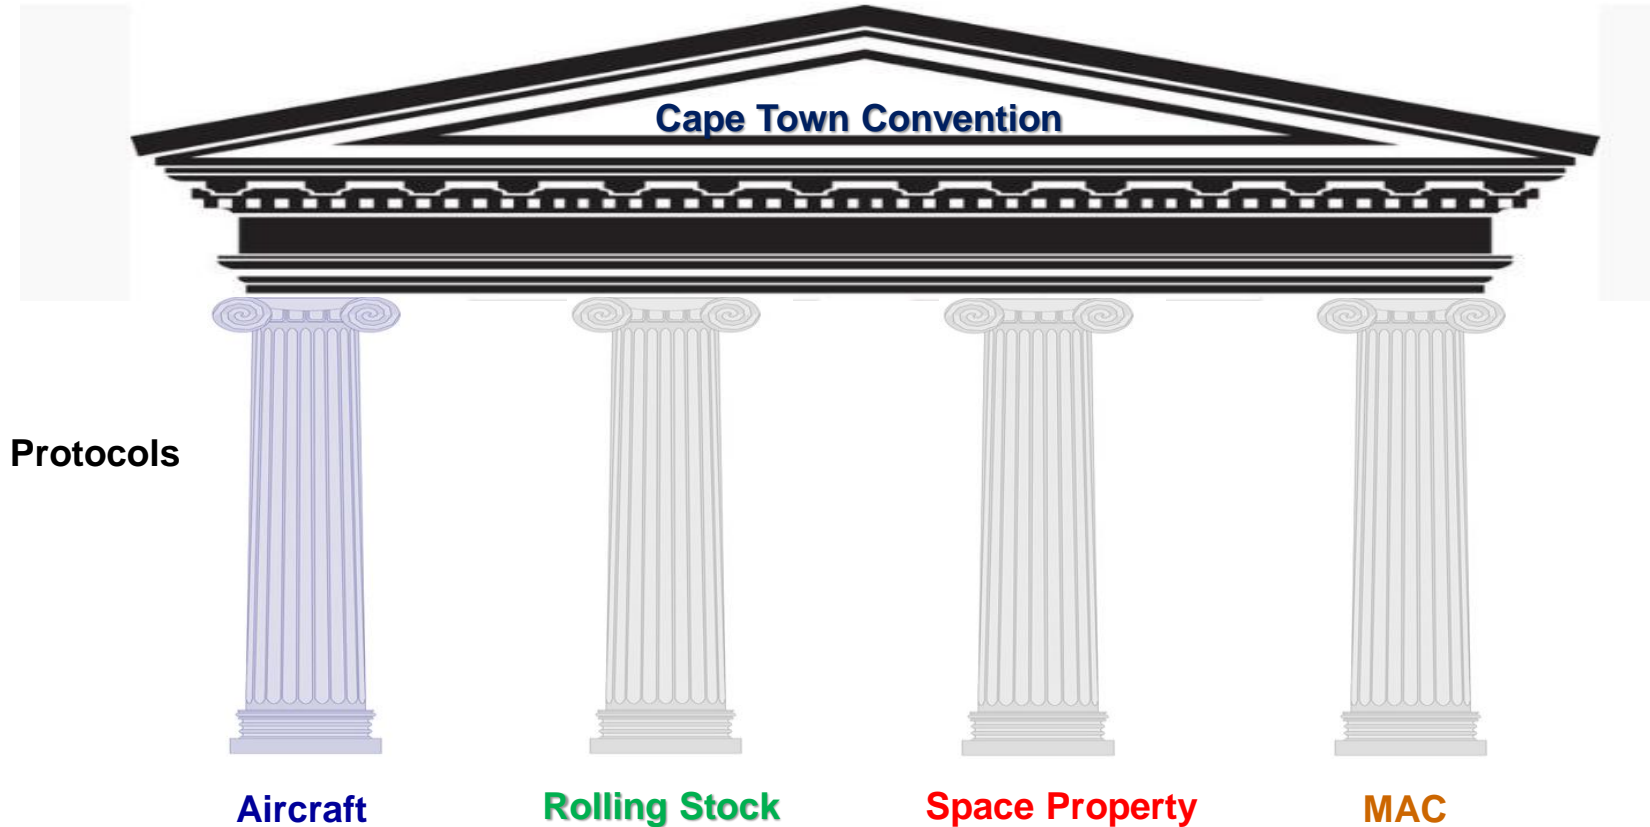 Cape Town Convention
Protocols
Aircraft
Rolling Stock
Space Property
MAC